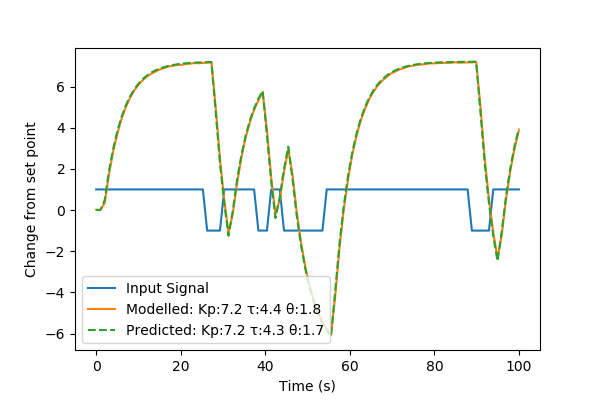 Change from set point
6
4
2
0
−2
−4
−6
Input Signal
Modelled: Kp:7.2 τ:4.4 θ:1.8
Predicted: Kp:7.2 τ:4.3 θ:1.7
0 20 40 60 80 100
Time (s)